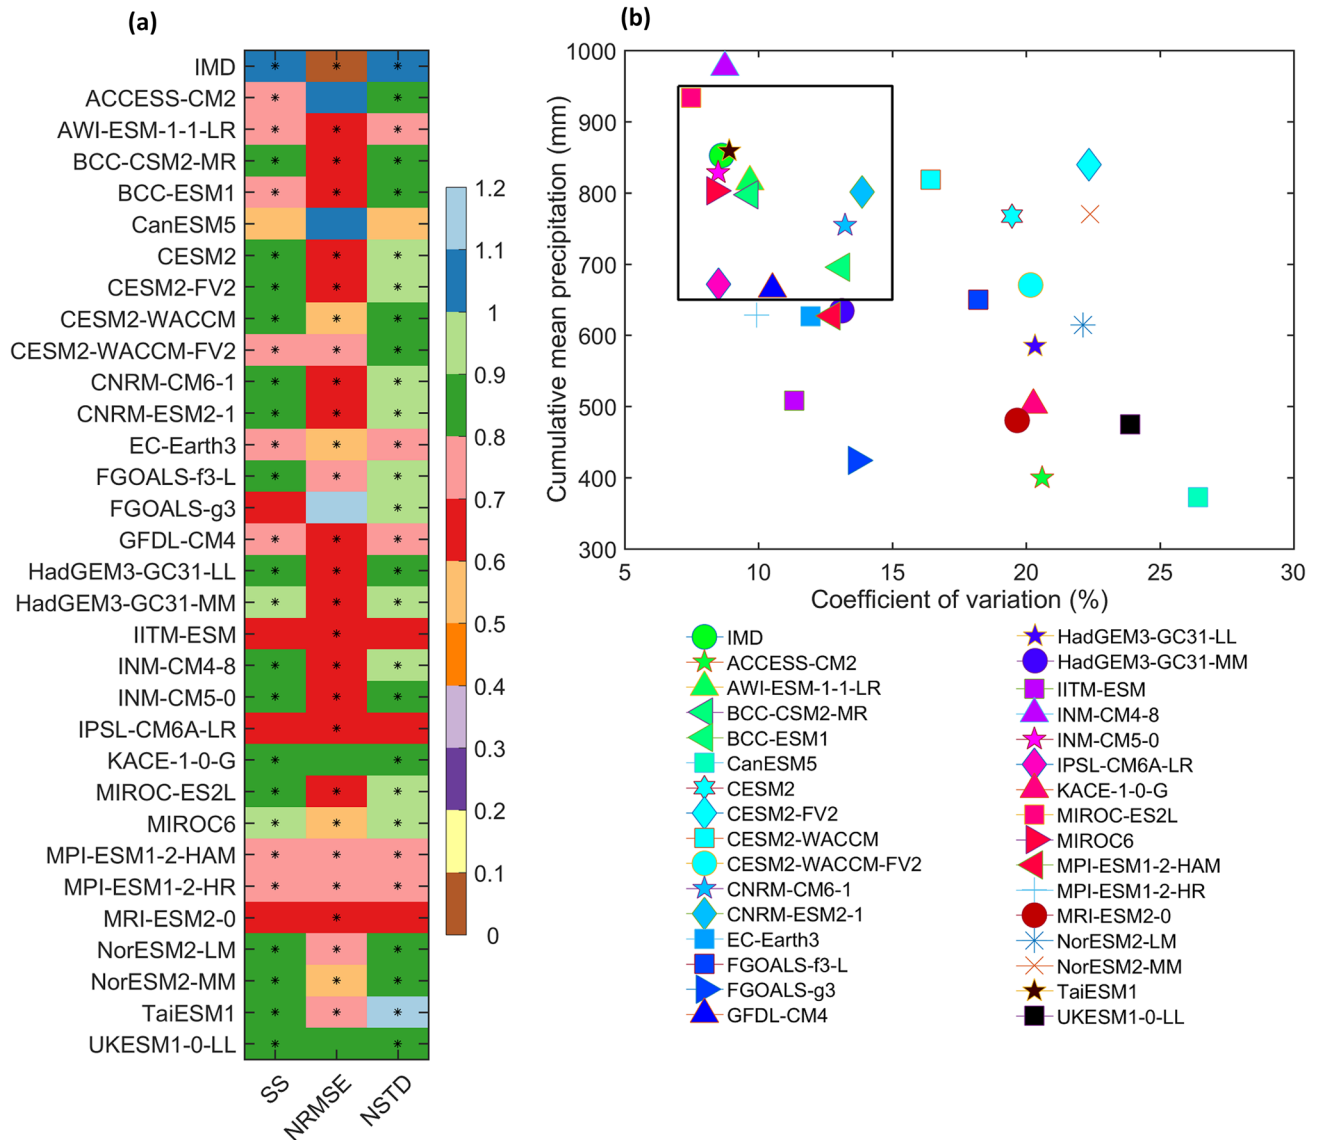 (a)
IMD
ACCESS-CM2
AWI-ESM-1-1-LR
BCC-CSM2-MR
BCC-ESM1
CanESM5
CESM2
CESM2-FV2
CESM2-WACCM
CESM2-WACCM-FV2
CNRM-CM6-1
CNRM-ESM2-1
EC-Earth3
FGOALS-f3-L
FGOALS-g3
GFDL-CM4
HadGEM3-GC31-LL
HadGEM3-GC31-MM
IITM-ESM
INM-CM4-8
INM-CM5-0
IPSL-CM6A-LR
KACE-1-0-G
MIROC-ES2L
MIROC6
MPI-ESM1-2-HAM
MPI-ESM1-2-HR
MRI-ESM2-0
NorESM2-LM
NorESM2-MM
TaiESM1
UKESM1-0-LL
SS
NRMSE
NSTD
1.2
1.1
1
0.9
0.8
0.7
0.6
0.5
0.4
0.3
0.2
0.1
0
(b)
Cumulative mean precipitation (mm)
1000
900
800
700
600
500
400
300
5
10
15
20
25
30
Coefficient of variation (%)
IMD
ACCESS-CM2
AWI-ESM-1-1-LR
BCC-CSM2-MR
BCC-ESM1
CanESM5
CESM2
CESM2-FV2
CESM2-WACCM
CESM2-WACCM-FV2
CNRM-CM6-1
CNRM-ESM2-1
EC-Earth3
FGOALS-f3-L
FGOALS-g3
GFDL-CM4
HadGEM3-GC31-LL
HadGEM3-GC31-MM
IITM-ESM
INM-CM4-8
INM-CM5-0
IPSL-CM6A-LR
KACE-1-0-G
MIROC-ES2L
MIROC6
MPI-ESM1-2-HAM
MPI-ESM1-2-HR
MRI-ESM2-0
NorESM2-LM
NorESM2-MM
TaiESM1
UKESM1-0-LL